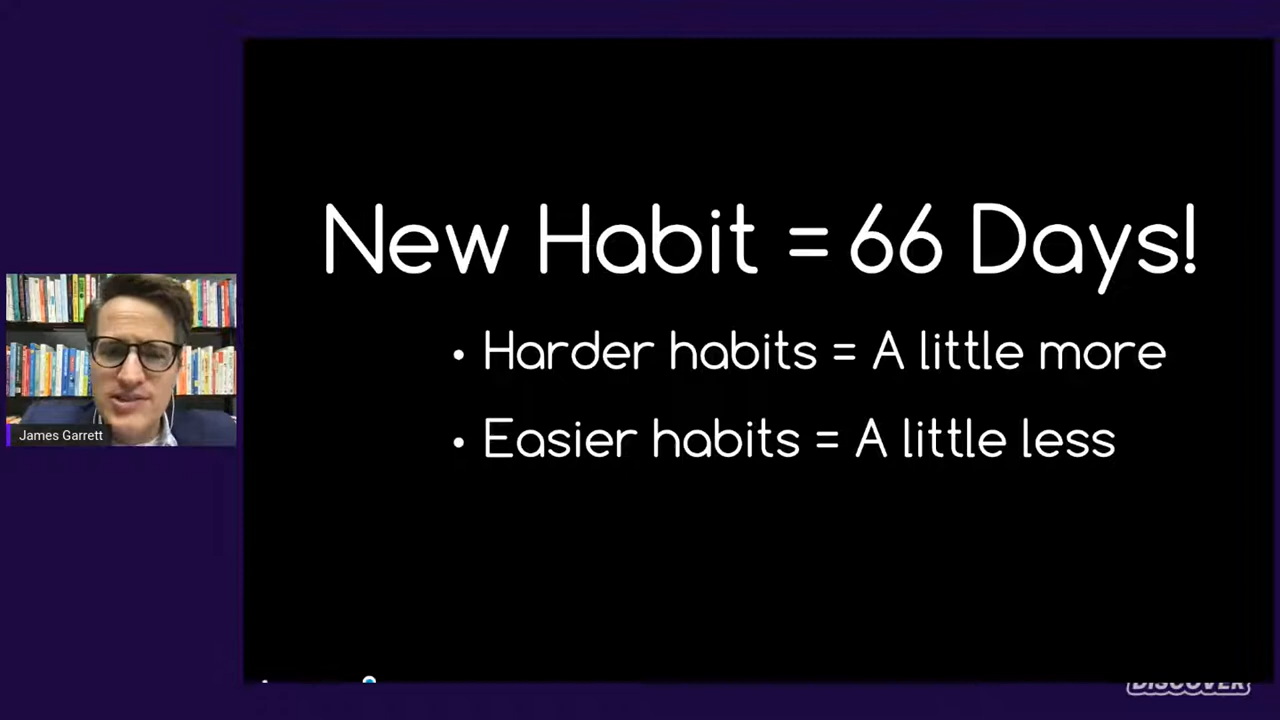 New Habit = 66 Days!
• Harder habits = A little more
• Easier habits = A little less
James Garrett
DISCOVER